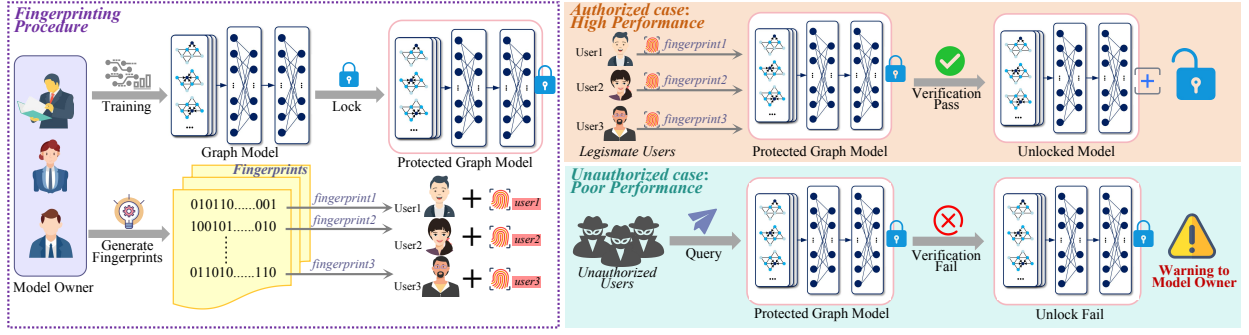 Fingerprinting
Procedure
Training
Graph Model
Lock
Protected Graph Model
Model Owner
Generate
Fingerprints
Fingerprints
010110......001
100101......010
011010......110
fingerprint1
fingerprint2
fingerprint3
User1
user1
User2
user2
User3
user3
Authorized case:
High Performance
User1
fingerprint1
User2
fingerprint2
User3
fingerprint3
Legismate Users
Protected Graph Model
Verification
Pass
Unlocked Model
Unauthorized case:
Poor Performance
Unauthorized
Users
Query
Protected Graph Model
Verification
Fail
Unlock Fail
Warning to
Model Owner